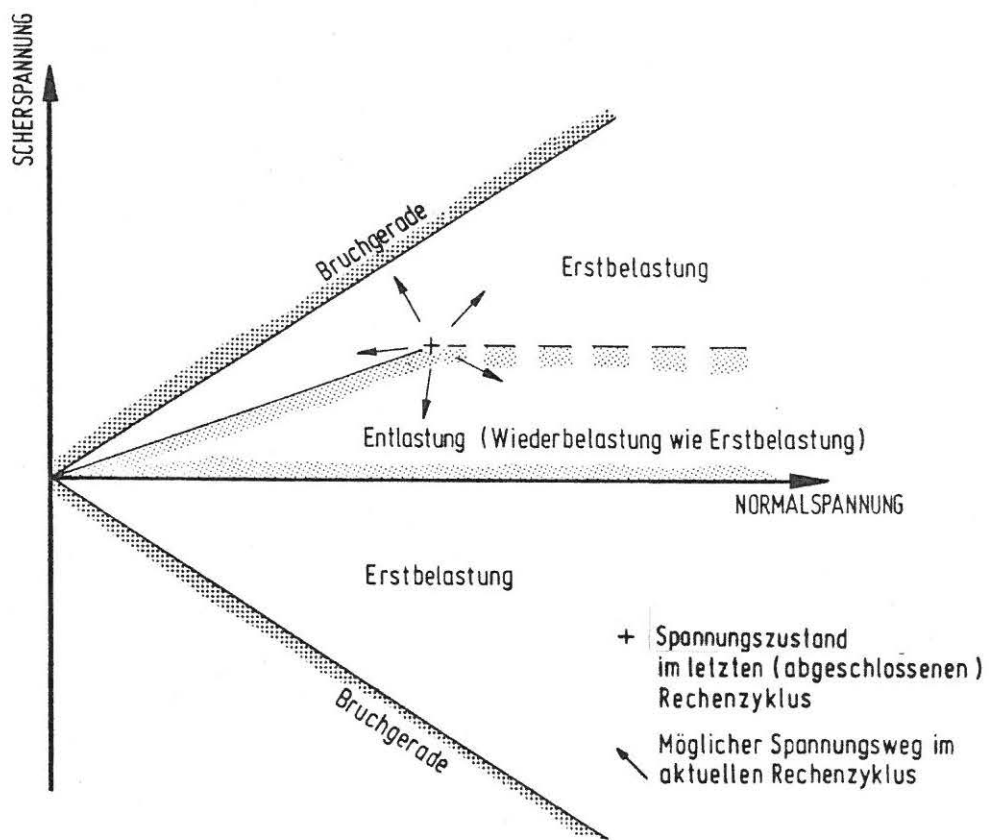 SCHERSPANNUNG
Bruchgerade
Erstbelastung
Entlastung (Wiederbelastung wie Erstbelastung)
NORMALSPANNUNG
Erstbelastung
Bruchgerade
+ Spannungszustand
im letzten (abgeschlossenen)
Rechenzyklus
Möglicher Spannungsweg im
aktuellen Rechenzyklus